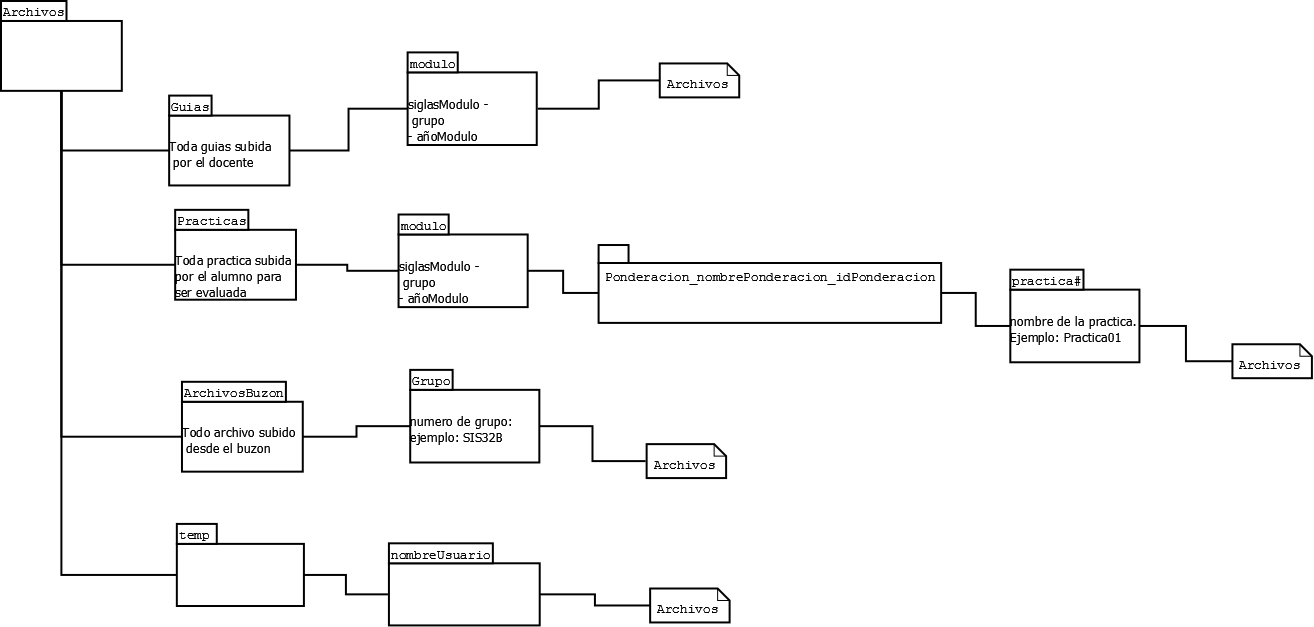 Archivos
Guias
Toda guias subida
por el docente
modulo
siglasModulo -
grupo
- añoModulo
Archivos
Practicas
Toda practica subida
por el alumno para
ser evaluada
modulo
siglasModulo -
grupo
- añoModulo
Ponderacion_nombrePonderacion_idPonderacion
practica#
nombre de la practica.
Ejemplo: Practica01
Archivos
ArchivosBuzon
Todo archivo subido
desde el buzon
Grupo
numero de grupo:
ejemplo: SIS32B
Archivos
temp
nombreUsuario
Archivos